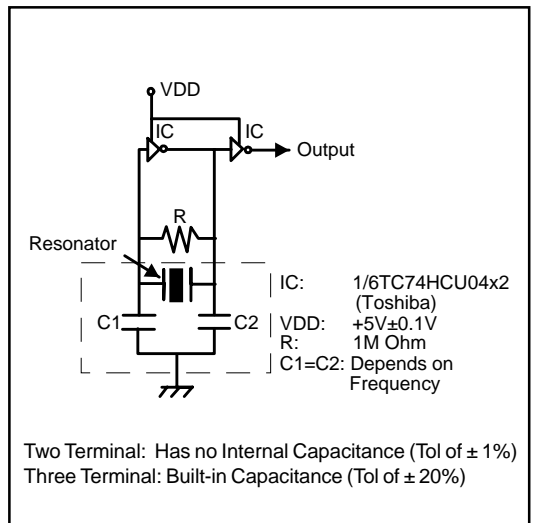 VDD
IC
IC
Output
R
Resonator
C1
C2
IC: 1/6TC74HCU04x2
(Toshiba)
VDD: +5V±0.1V
R: 1M Ohm
C1=C2: Depends on
Frequency
Two Terminal: Has no Internal Capacitance (Tol of ± 1%)
Three Terminal: Built-in Capacitance (Tol of ± 20%)